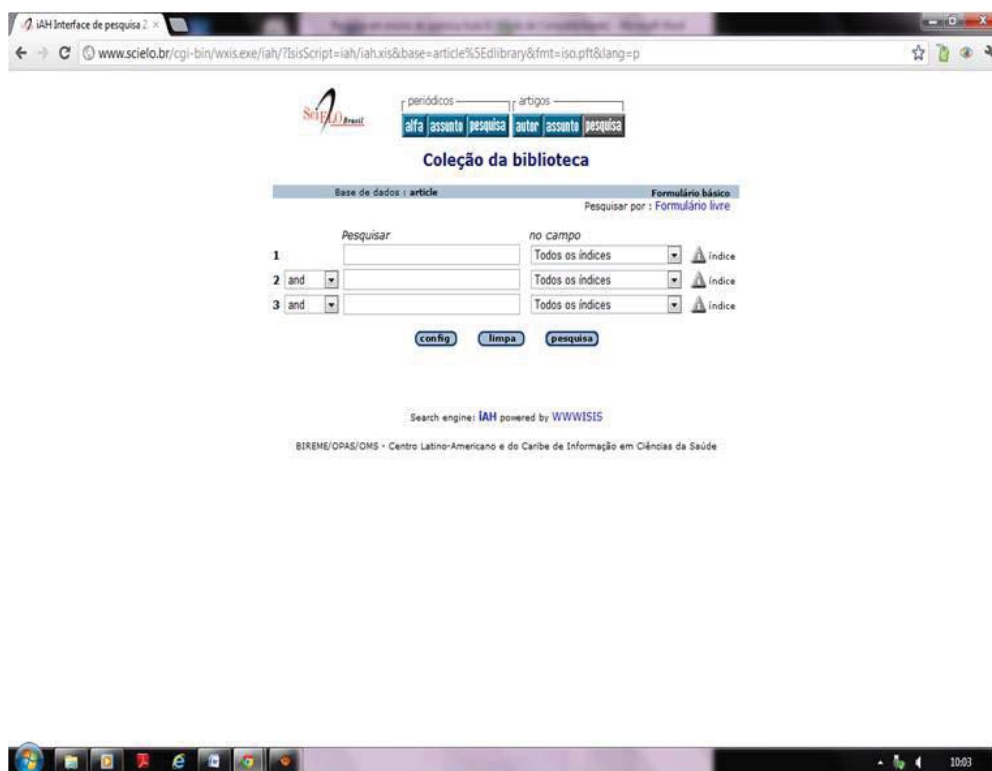 iAH Interface de pesquisa 2.
www.scielo.br/cgi-bin/wxis.exe/iah/?IsisScript=iah/iah.xis&base=article%5Edlibrary&fmt=iso.pft&lang=p
SciELO Brasil
periódicos artigos
alfa assunto pesquisa autor assunto pesquisa
Coleção da biblioteca
Base de dados : article Formulário básico
Pesquisar por : Formulário livre
Pesquisar no campo
1 Todos os índices índice
2 and Todos os índices índice
3 and Todos os índices índice
config limpa pesquisa
Search engine: iAH powered by WWWISIS
BIREME/OPAS/OMS - Centro Latino-Americano e do Caribe de Informação em Ciências da Saúde
10:03